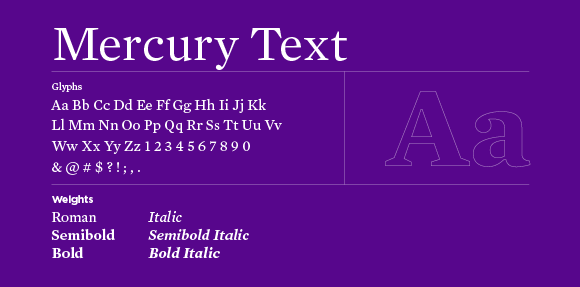 Mercury Text
Glyphs
Aa Bb Cc Dd Ee Ff Gg Hh Ii Jj Kk
Ll Mm Nn Oo Pp Qq Rr Ss Tt Uu Vv
Ww Xx Yy Zz 1 2 3 4 5 6 7 8 9 0
& @ # $ ? ! ; , .
Aa
Weights
Roman Italic
Semibold Semibold Italic
Bold Bold Italic